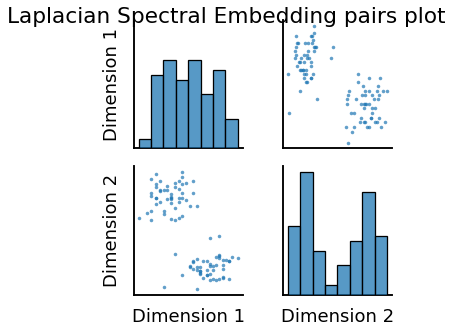 Laplacian Spectral Embedding pairs plot
Dimension 1
Dimension 2
Dimension 1
Dimension 2